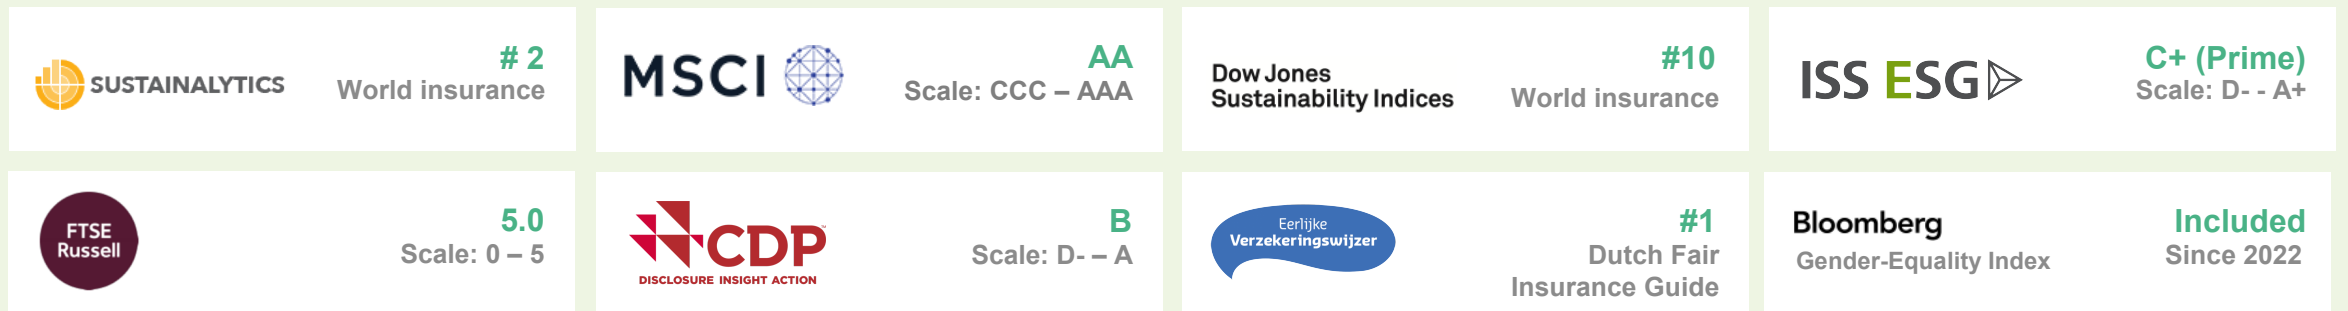 SUSTAINALYTICS
# 2
World insurance
MSCI
AA
Scale: CCC – AAA
Dow Jones
Sustainability Indices
#10
World insurance
ISS ESG
C+ (Prime)
Scale: D- - A+
FTSE
Russell
5.0
Scale: 0 – 5
CDP
DISCLOSURE INSIGHT ACTION
B
Scale: D- – A
Eerlijke
Verzekeringswijzer
#1
Dutch Fair
Insurance Guide
Bloomberg
Gender-Equality Index
Included
Since 2022